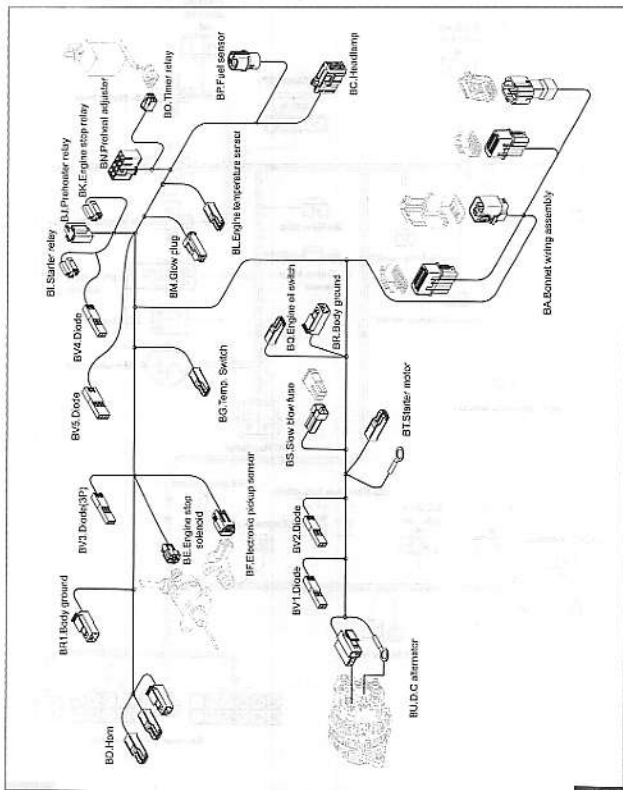 BD.Horn
BR1.Body ground
BV3.Diode(3P)
BE.Engine stop
solenoid
BF.Electronic pickup sensor
BV5.Diode
BV4.Diode
BG.Temp. Switch
BI.Starter relay
BJ.Preheater relay
BK.Engine stop relay
BN.Preheat adjuster
BO.Timer relay
BM.Glow plug
BL.Engine temperature sensor
BP.Fuel sensor
BC.Headlamp
BU.D.C alternator
BV1.Diode
BV2.Diode
BS.Slow blow fuse
BT.Starter motor
BQ.Engine oil switch
BR.Body ground
BA.Bonnet wiring assembly